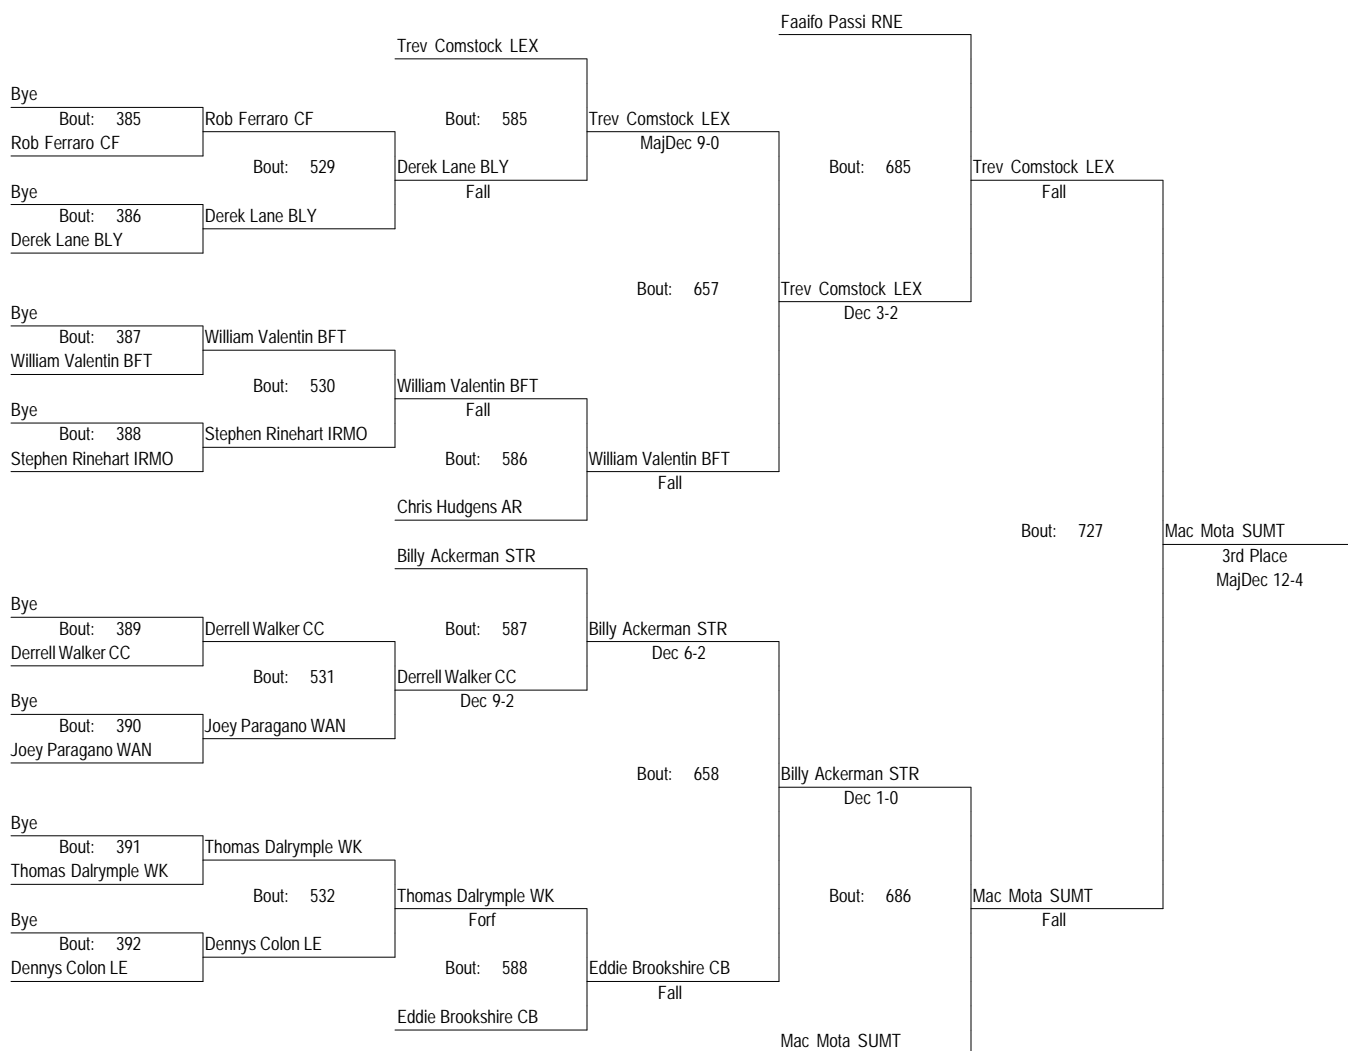 Faaifo Passi RNE
Trev Comstock LEX
Bye
Bout: 385
Rob Ferraro CF
Rob Ferraro CF
Bout: 585
Trev Comstock LEX
MajDec 9-0
Bout: 529
Derek Lane BLY
Fall
Bout: 685
Trev Comstock LEX
Fall
Bye
Bout: 386
Derek Lane BLY
Derek Lane BLY
Bout: 657
Trev Comstock LEX
Dec 3-2
Bye
Bout: 387
William Valentin BFT
William Valentin BFT
Bout: 530
William Valentin BFT
Fall
Bye
Bout: 388
Stephen Rinehart IRMO
Stephen Rinehart IRMO
Bout: 586
William Valentin BFT
Fall
Chris Hudgens AR
Bout: 727
Mac Mota SUMT
3rd Place
MajDec 12-4
Billy Ackerman STR
Bye
Bout: 389
Derrell Walker CC
Derrell Walker CC
Bout: 587
Billy Ackerman STR
Dec 6-2
Bout: 531
Derrell Walker CC
Dec 9-2
Bye
Bout: 390
Joey Paragano WAN
Joey Paragano WAN
Bout: 658
Billy Ackerman STR
Dec 1-0
Bye
Bout: 391
Thomas Dalrymple WK
Thomas Dalrymple WK
Bout: 532
Thomas Dalrymple WK
Forf
Bout: 686
Mac Mota SUMT
Fall
Bye
Bout: 392
Dennys Colon LE
Dennys Colon LE
Bout: 588
Eddie Brookshire CB
Fall
Eddie Brookshire CB
Mac Mota SUMT